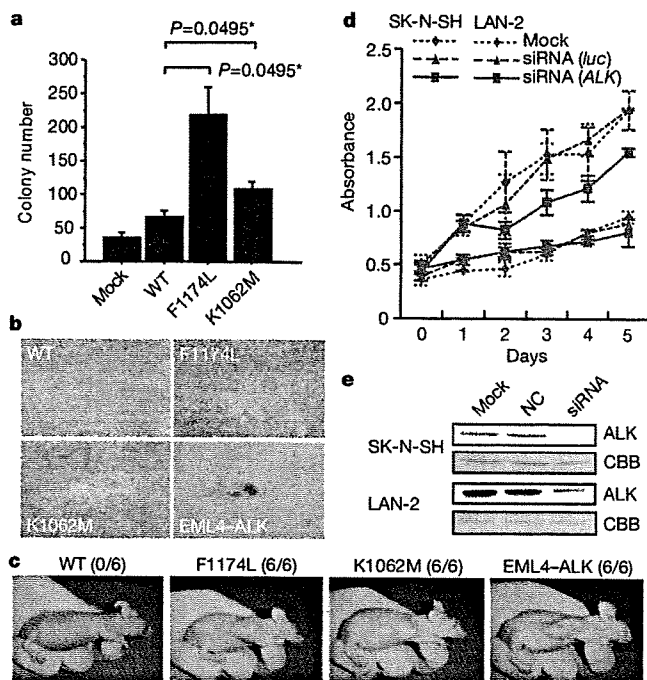 a
P=0.0495*
P=0.0495*
Colony number
300
250
200
150
100
50
0
Mock
WT
F1174L
K1062M
b
WT
F1174L
K1062M
EML4–ALK
c
WT (0/6)
F1174L (6/6)
K1062M (6/6)
EML4–ALK (6/6)
d
SK-N-SH LAN-2
Mock
siRNA (luc)
siRNA (ALK)
Absorbance
2.5
2.0
1.5
1.0
0.5
0
0 1 2 3 4 5
Days
e
Mock NC siRNA
SK-N-SH
ALK
CBB
LAN-2
ALK
CBB